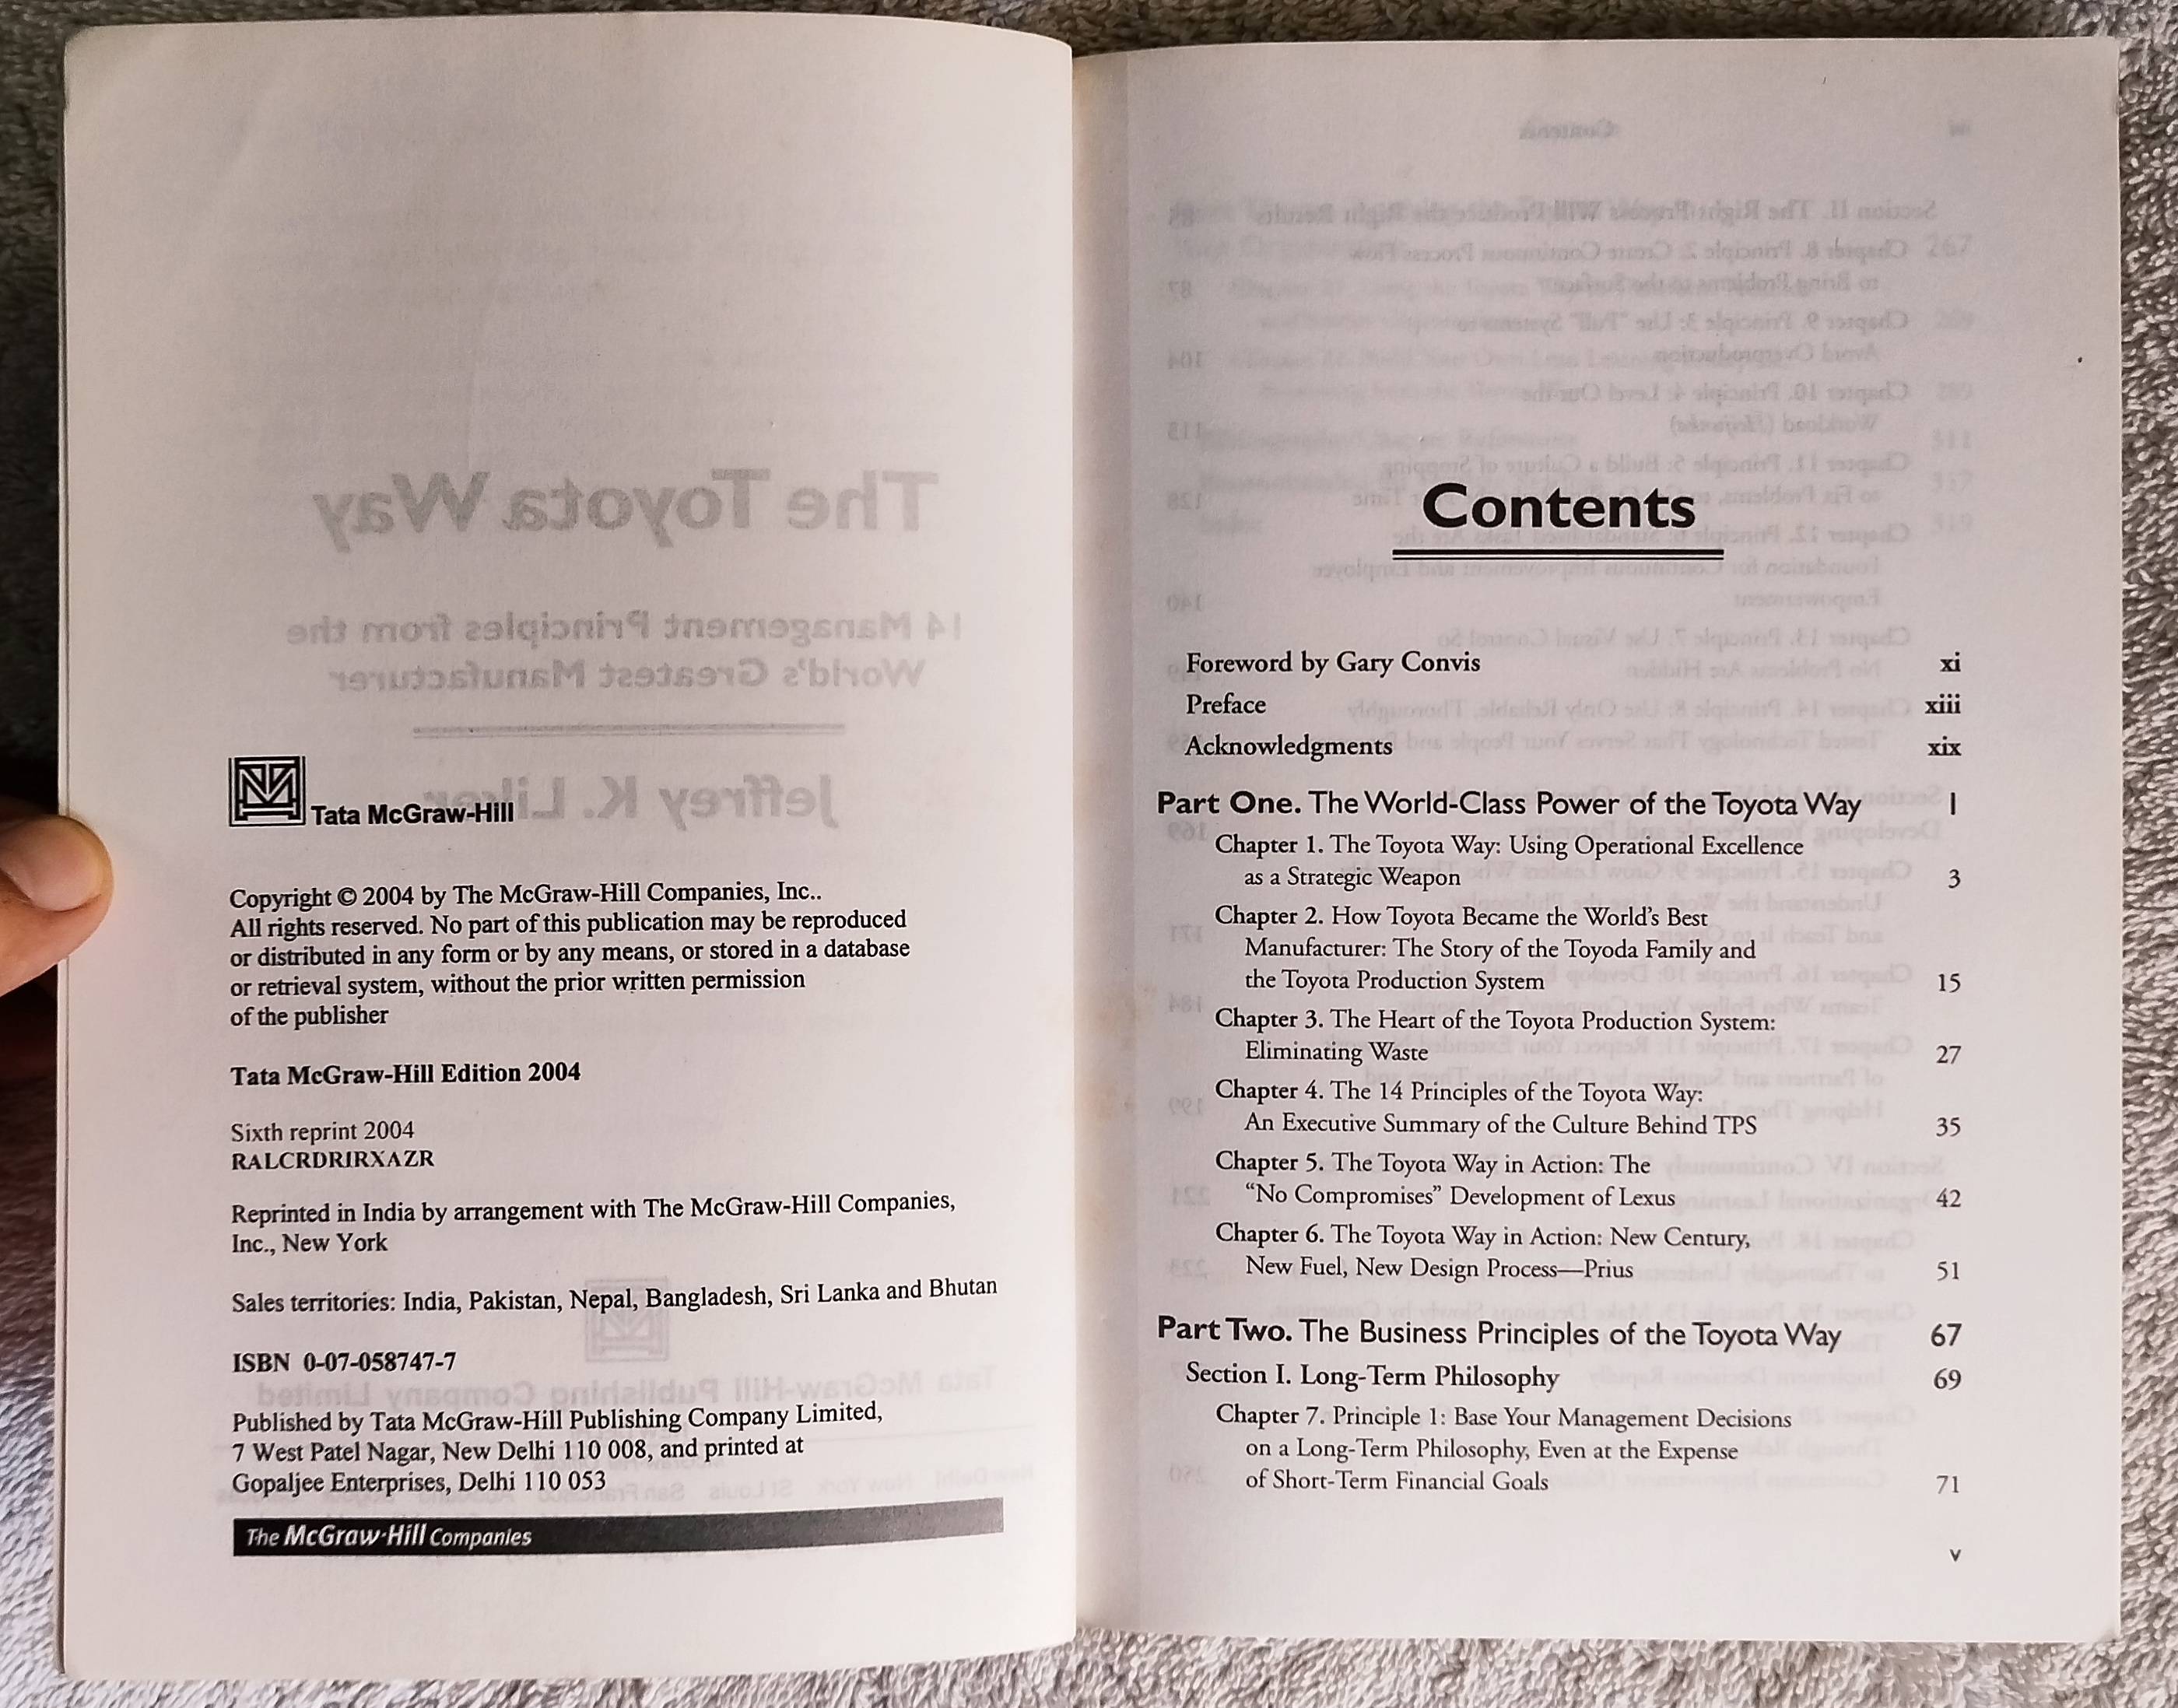 Tata McGraw-Hill
Copyright © 2004 by The McGraw-Hill Companies, Inc..
All rights reserved. No part of this publication may be reproduced
or distributed in any form or by any means, or stored in a database
or retrieval system, without the prior written permission
of the publisher
Tata McGraw-Hill Edition 2004
Sixth reprint 2004
RALCRDRIRXAZR
Reprinted in India by arrangement with The McGraw-Hill Companies,
Inc., New York
Sales territories: India, Pakistan, Nepal, Bangladesh, Sri Lanka and Bhutan
ISBN 0-07-058747-7
Published by Tata McGraw-Hill Publishing Company Limited,
7 West Patel Nagar, New Delhi 110 008, and printed at
Gopaljee Enterprises, Delhi 110 053
The McGraw·Hill Companies
Contents
Foreword by Gary Convis xi
Preface xiii
Acknowledgments xix
Part One. The World-Class Power of the Toyota Way 1
Chapter 1. The Toyota Way: Using Operational Excellence
as a Strategic Weapon 3
Chapter 2. How Toyota Became the World's Best
Manufacturer: The Story of the Toyoda Family and
the Toyota Production System 15
Chapter 3. The Heart of the Toyota Production System:
Eliminating Waste 27
Chapter 4. The 14 Principles of the Toyota Way:
An Executive Summary of the Culture Behind TPS 35
Chapter 5. The Toyota Way in Action: The
“No Compromises” Development of Lexus 42
Chapter 6. The Toyota Way in Action: New Century,
New Fuel, New Design Process—Prius 51
Part Two. The Business Principles of the Toyota Way 67
Section I. Long-Term Philosophy 69
Chapter 7. Principle 1: Base Your Management Decisions
on a Long-Term Philosophy, Even at the Expense
of Short-Term Financial Goals 71
v